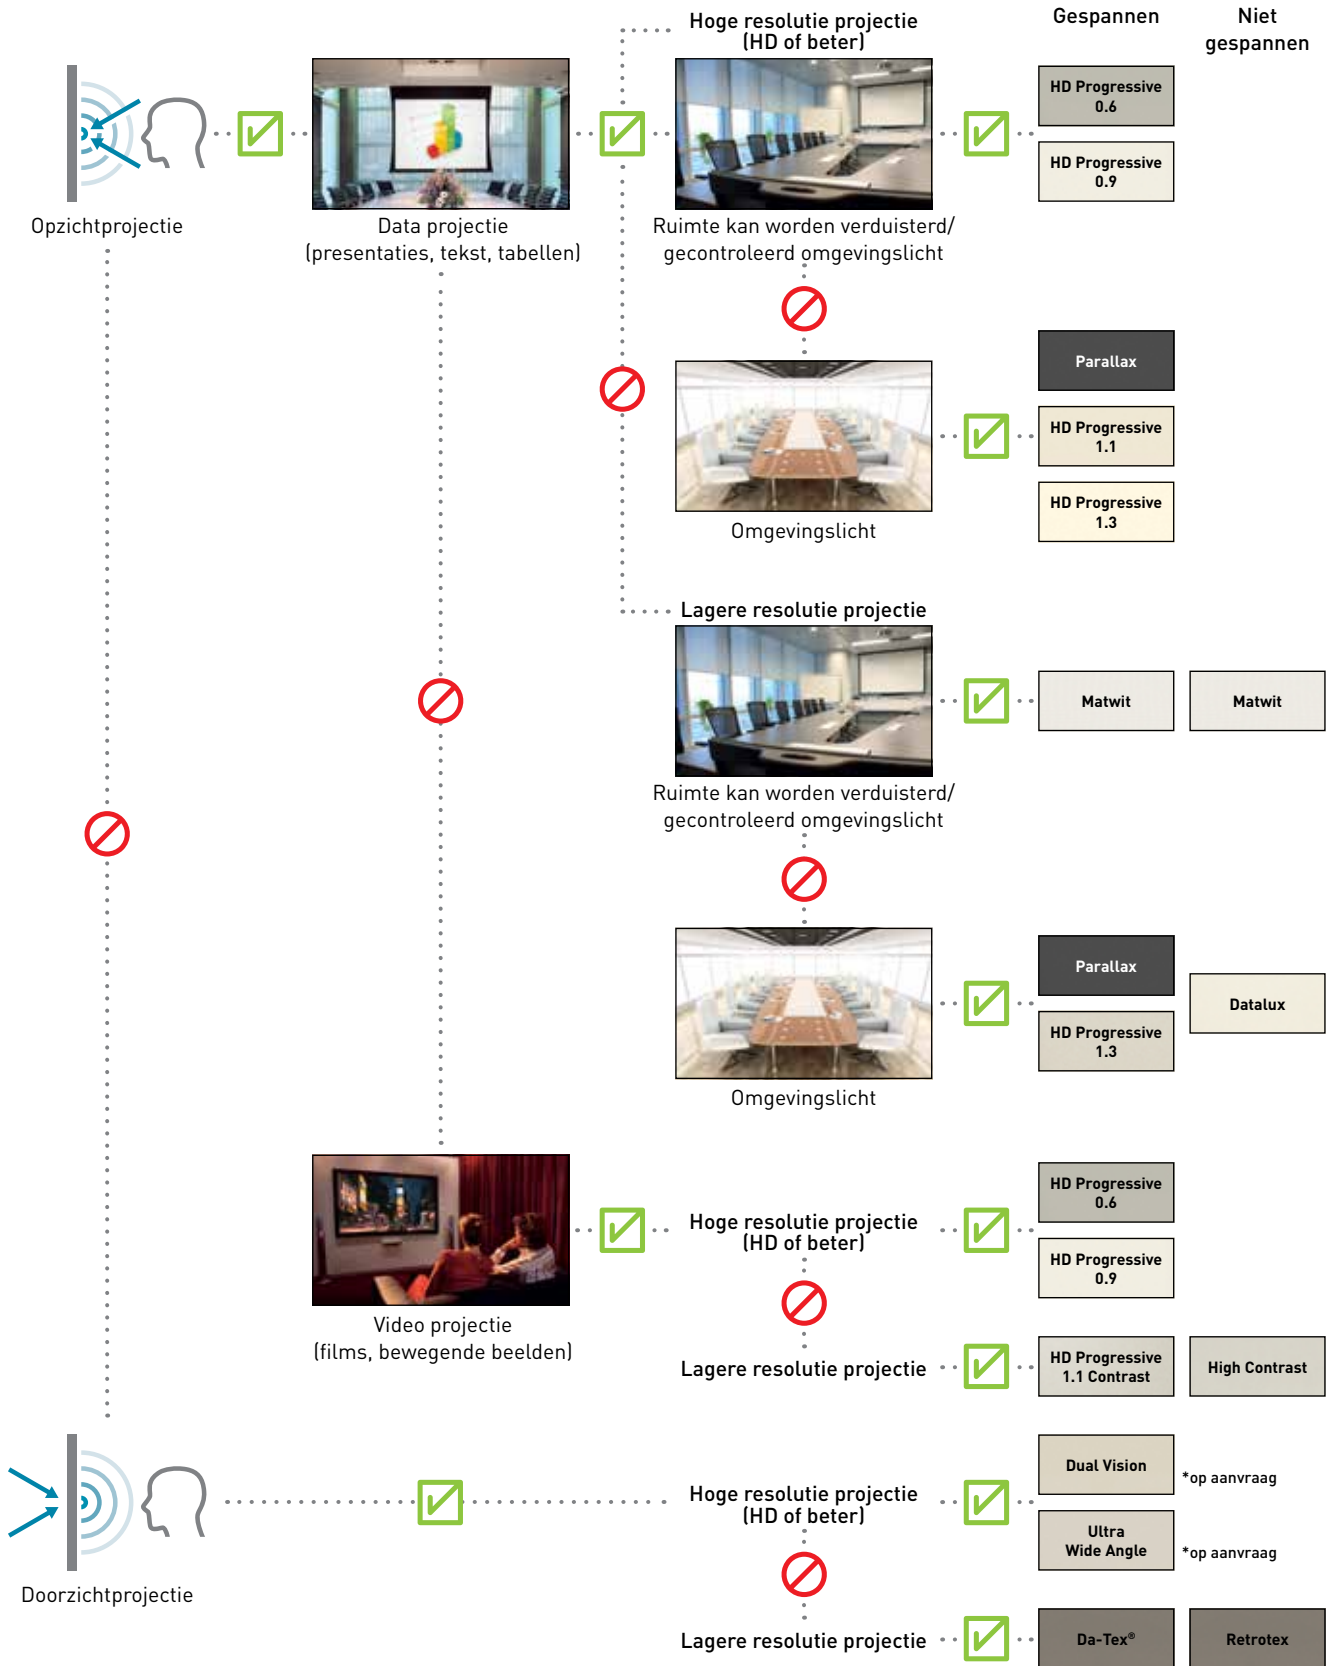 Gespannen
Niet
gespannen
Hoge resolutie projectie
(HD of beter)
HD Progressive
0.6
HD Progressive
0.9
Opzichtprojectie
Data projectie
(presentaties, tekst, tabellen)
Ruimte kan worden verduisterd/
gecontroleerd omgevingslicht
Parallax
HD Progressive
1.1
HD Progressive
1.3
Omgevingslicht
Lagere resolutie projectie
Matwit
Matwit
Ruimte kan worden verduisterd/
gecontroleerd omgevingslicht
Parallax
HD Progressive
1.3
Datalux
Omgevingslicht
Hoge resolutie projectie
(HD of beter)
HD Progressive
0.6
HD Progressive
0.9
Video projectie
(films, bewegende beelden)
Lagere resolutie projectie
HD Progressive
1.1 Contrast
High Contrast
Hoge resolutie projectie
(HD of beter)
Dual Vision
*op aanvraag
Ultra
Wide Angle
*op aanvraag
Doorzichtprojectie
Lagere resolutie projectie
Da-Tex®
Retrotex